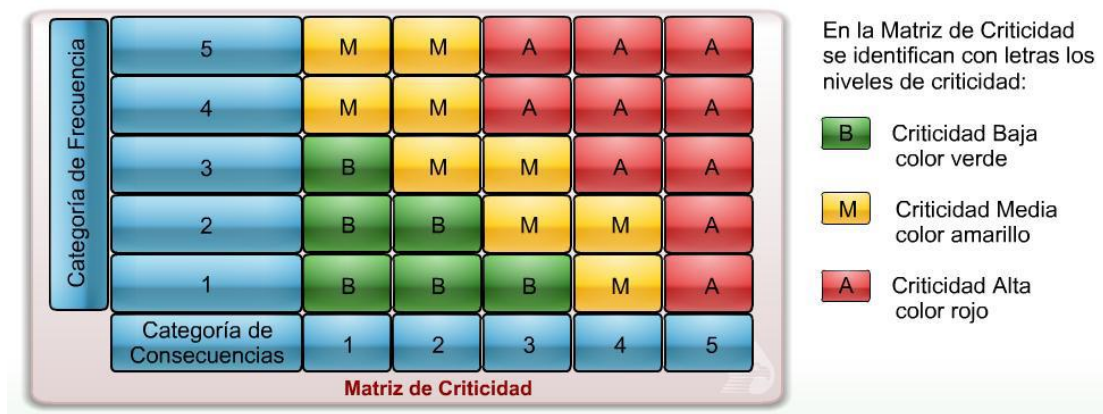 Categoría de Frecuencia
5 M M A A A
4 M M A A A
3 B M M A A
2 B B M M A
1 B B B M A
Categoría de
Consecuencias
1 2 3 4 5
Matriz de Criticidad
En la Matriz de Criticidad
se identifican con letras los
niveles de criticidad:
B Criticidad Baja
color verde
M Criticidad Media
color amarillo
A Criticidad Alta
color rojo